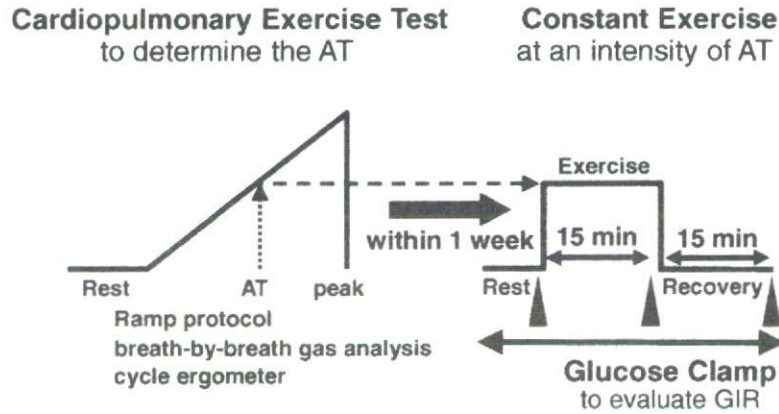 Cardiopulmonary Exercise Test
to determine the AT
Constant Exercise
at an intensity of AT
Exercise
within 1 week
15 min
15 min
Rest
AT
peak
Rest
Recovery
Ramp protocol
breath-by-breath gas analysis
cycle ergometer
Glucose Clamp
to evaluate GIR